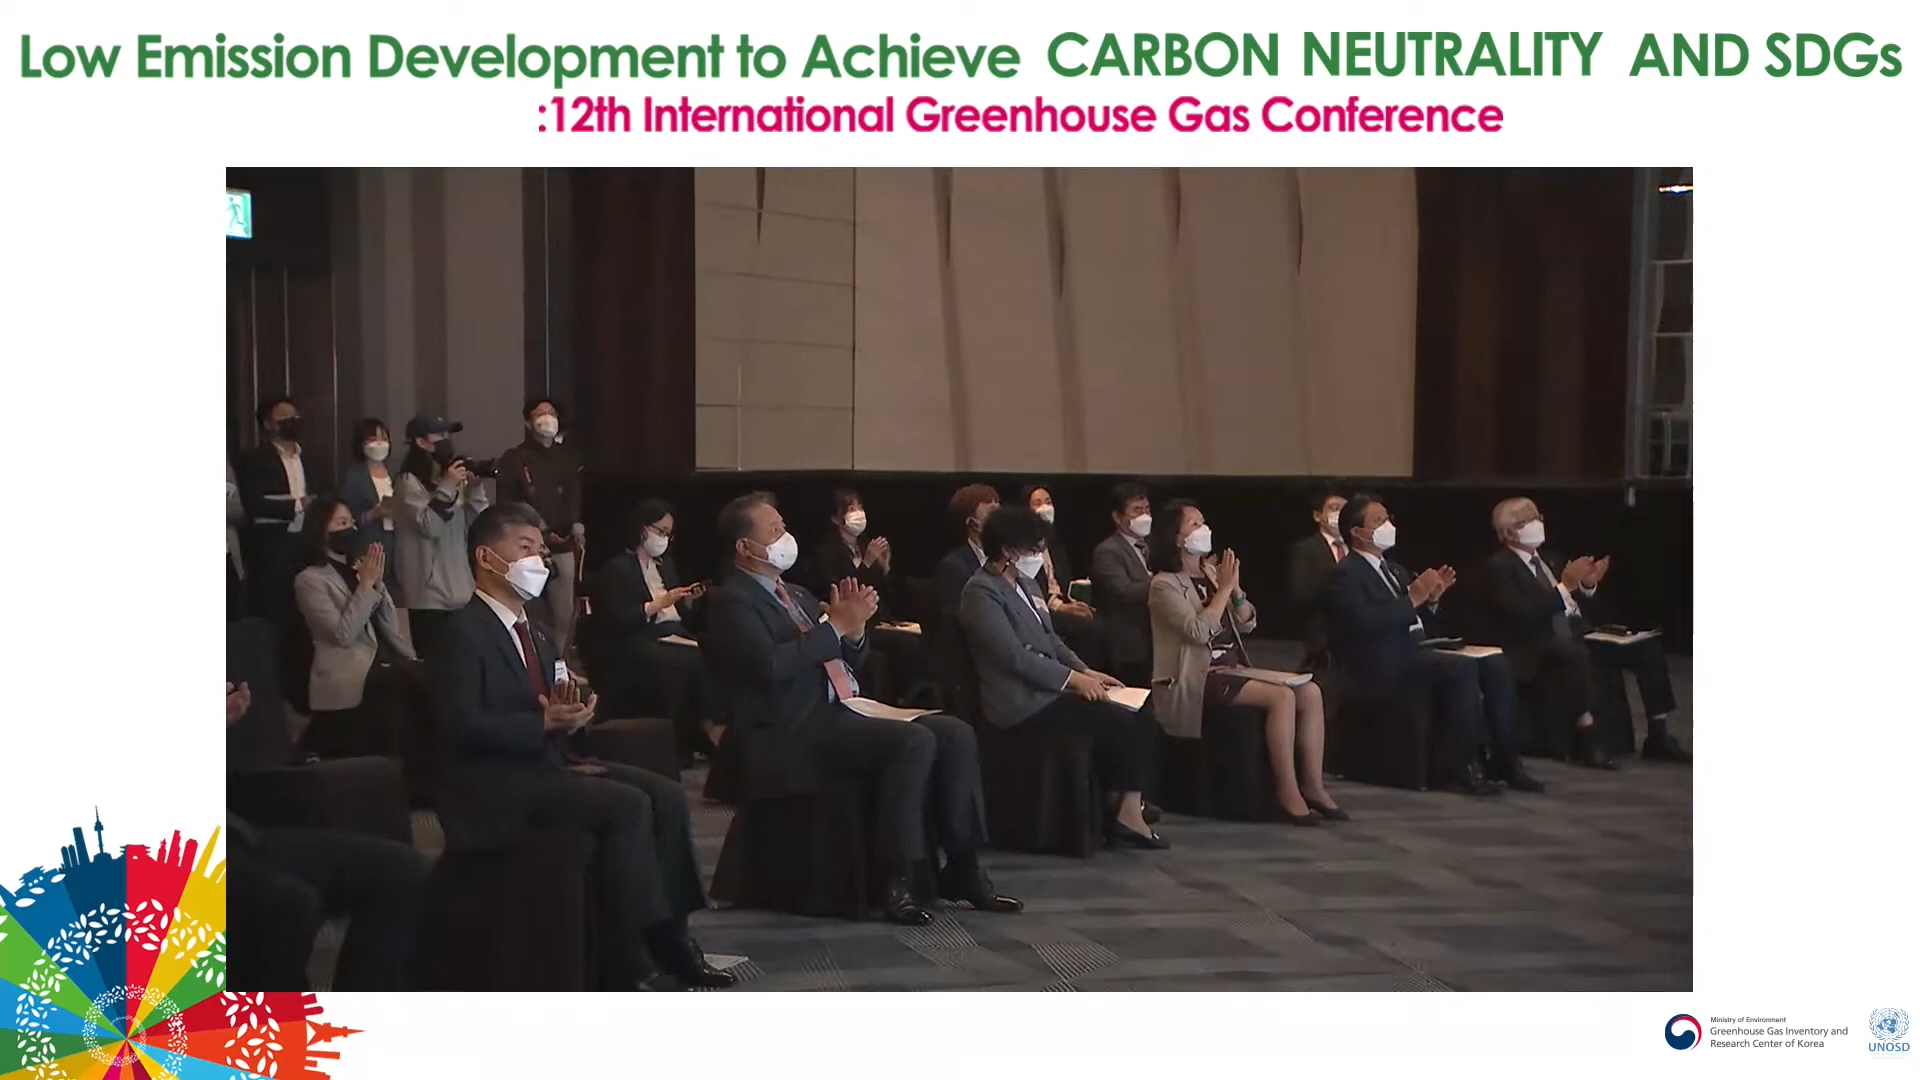 Low Emission Development to Achieve CARBON NEUTRALITY AND SDGs
:12th International Greenhouse Gas Conference
Ministry of Environment
Greenhouse Gas Inventory and
Research Center of Korea
UNOSD